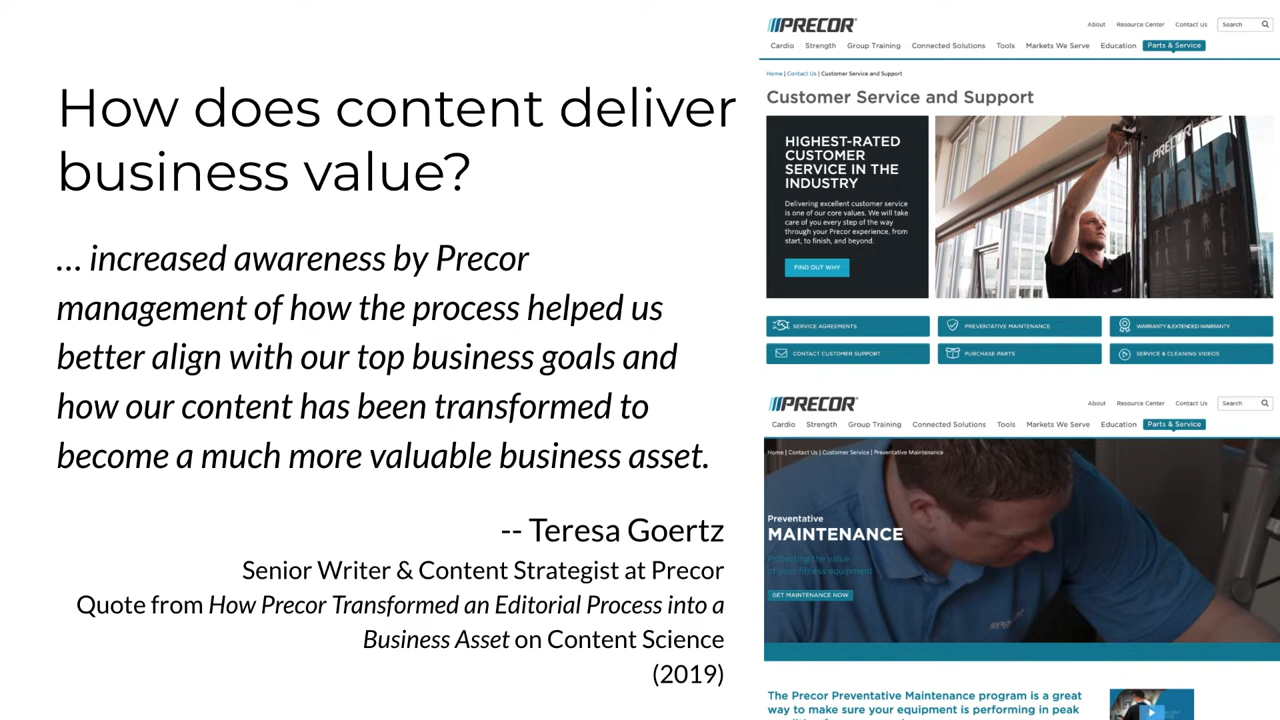 How does content deliver
business value?
... increased awareness by Precor
management of how the process helped us
better align with our top business goals and
how our content has been transformed to
become a much more valuable business asset.
-- Teresa Goertz
Senior Writer & Content Strategist at Precor
Quote from How Precor Transformed an Editorial Process into a
Business Asset on Content Science
(2019)
PRECOR
About Resource Center Contact Us Search
Cardio Strength Group Training Connected Solutions Tools Markets We Serve Education Parts & Service
Home | Contact Us | Customer Service and Support
Customer Service and Support
HIGHEST-RATED
CUSTOMER
SERVICE IN THE
INDUSTRY
Delivering excellent customer service
is one of our core values. We will take
care of you every step of the way
through your Precor experience, from
start, to finish, and beyond.
FIND OUT WHY
PRECOR
SERVICE AGREEMENTS PREVENTATIVE MAINTENANCE WARRANTY & EXTENDED WARRANTY
CONTACT CUSTOMER SUPPORT PURCHASE PARTS SERVICE & CLEANING VIDEOS
PRECOR
About Resource Center Contact Us Search
Cardio Strength Group Training Connected Solutions Tools Markets We Serve Education Parts & Service
Home | Contact Us | Customer Service | Preventative Maintenance
Preventative
MAINTENANCE
Protecting the value
of your fitness equipment
GET MAINTENANCE NOW
The Precor Preventative Maintenance program is a great
way to make sure your equipment is performing in peak